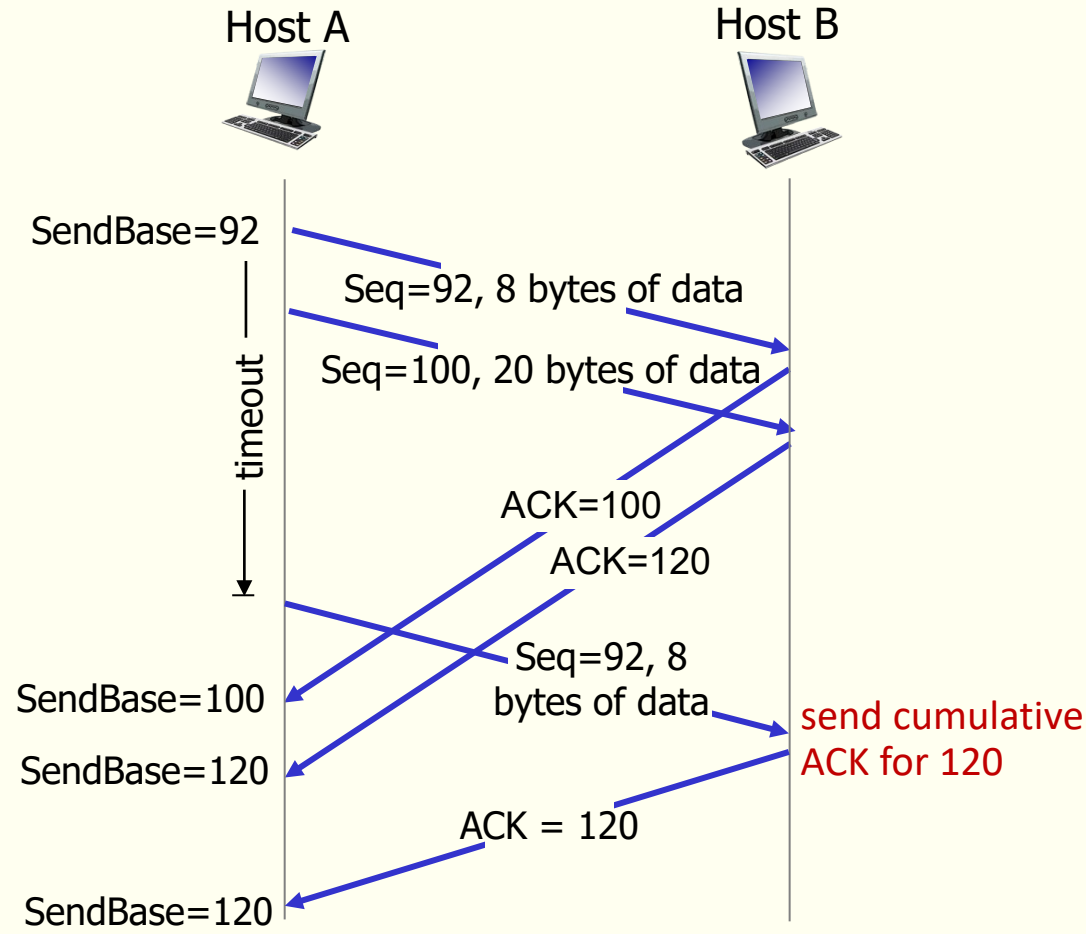 Host A
Host B
SendBase=92
Seq=92, 8 bytes of data
Seq=100, 20 bytes of data
timeout
ACK=100
ACK=120
Seq=92, 8
bytes of data
SendBase=100
send cumulative
ACK for 120
SendBase=120
ACK = 120
SendBase=120